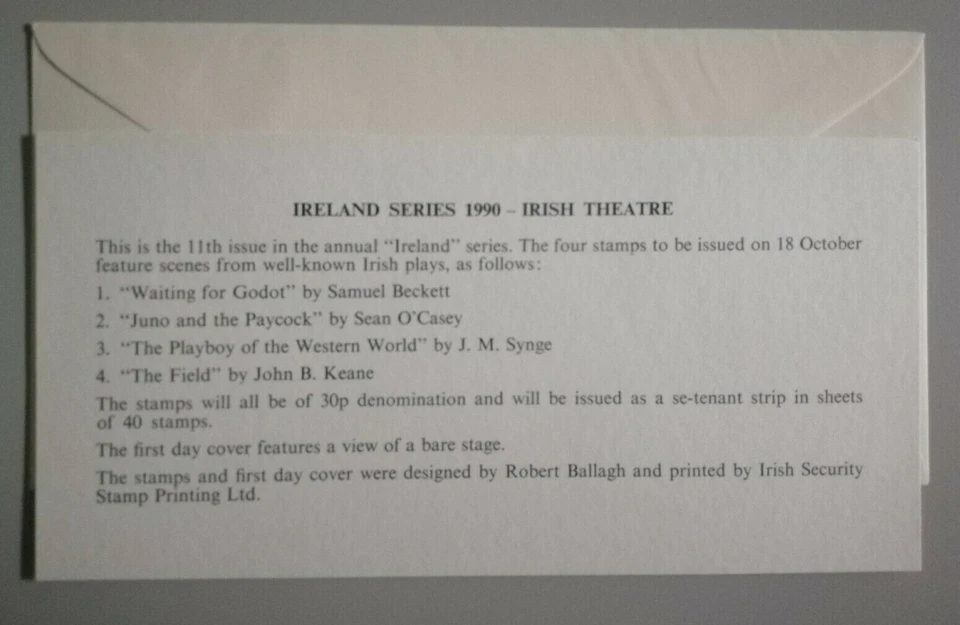 IRELAND SERIES 1990 – IRISH THEATRE
This is the 11th issue in the annual “Ireland” series. The four stamps to be issued on 18 October
feature scenes from well-known Irish plays, as follows:
1. “Waiting for Godot” by Samuel Beckett
2. “Juno and the Paycock” by Sean O’Casey
3. “The Playboy of the Western World” by J. M. Synge
4. “The Field” by John B. Keane
The stamps will all be of 30p denomination and will be issued as a se-tenant strip in sheets
of 40 stamps.
The first day cover features a view of a bare stage.
The stamps and first day cover were designed by Robert Ballagh and printed by Irish Security
Stamp Printing Ltd.